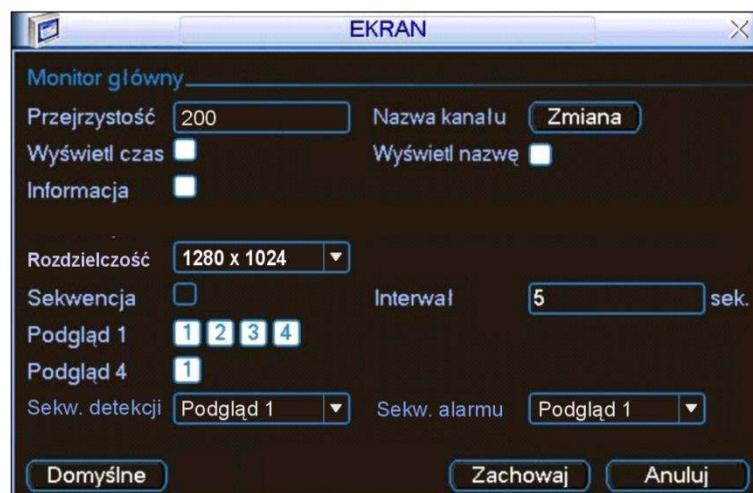 EKRAN
Monitor główny
Przejrzystość 200 Nazwa kanału Zmiana
Wyświetl czas Wyświetl nazwę
Informacja
Rozdzielczość 1280 x 1024
Sekwencja Interwał 5 sek.
Podgląd 1 1 2 3 4
Podgląd 4 1
Sekw. detekcji Podgląd 1 Sekw. alarmu Podgląd 1
Domyślne Zachowaj Anuluj